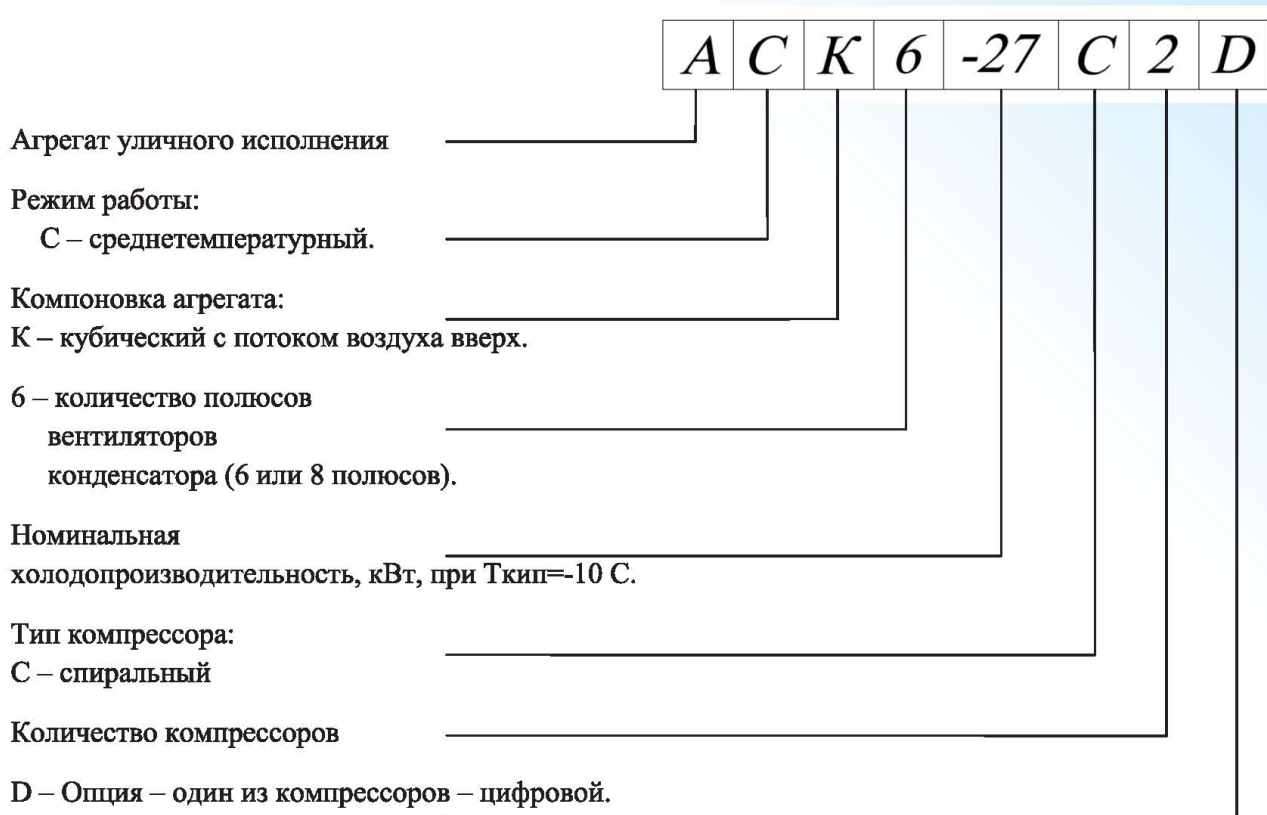 А С К 6 -27 С 2 D
Агрегат уличного исполнения
Режим работы:
С – среднетемпературный.
Компоновка агрегата:
К – кубический с потоком воздуха вверх.
6 – количество полюсов
вентиляторов
конденсатора (6 или 8 полюсов).
Номинальная
холодопроизводительность, кВт, при Ткип=-10 С.
Тип компрессора:
С – спиральный
Количество компрессоров
D – Опция – один из компрессоров – цифровой.